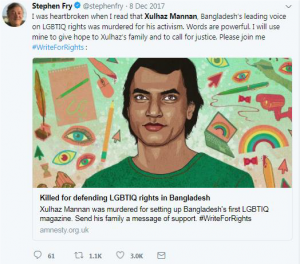 Stephen Fry @stephenfry · 8 Dec 2017
I was heartbroken when I read that Xulhaz Mannan, Bangladesh's leading voice
on LGBTIQ rights was murdered for his activism. Words are powerful. I will use
mine to give hope to Xulhaz's family and to call for justice. Please join me
#WriteForRights :
Killed for defending LGBTIQ rights in Bangladesh
Xulhaz Mannan was murdered for setting up Bangladesh's first LGBTIQ
magazine. Send his family a message of support. #WriteForRights
amnesty.org.uk
61 1.1K 3.0K